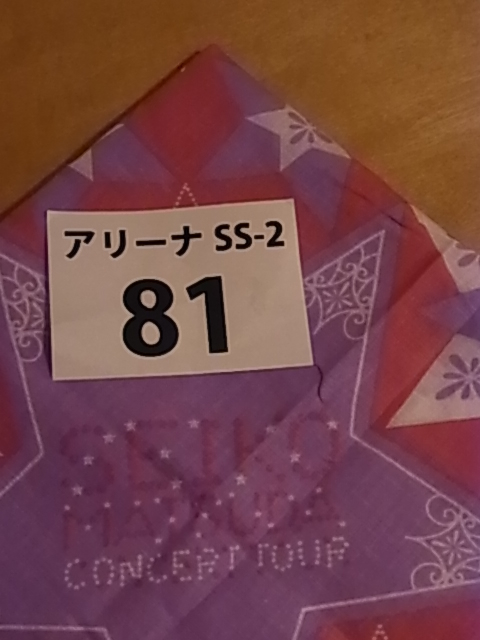 アリーナ SS-2
81
SEIKO
MATSUDA
CONCERT TOUR